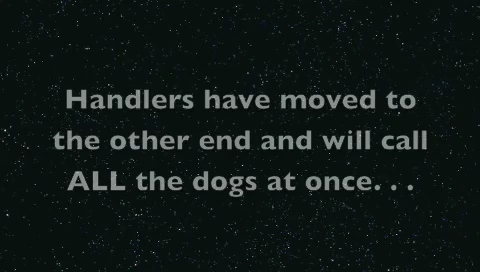 Handlers have moved to
the other end and will call
ALL the dogs at once. . .